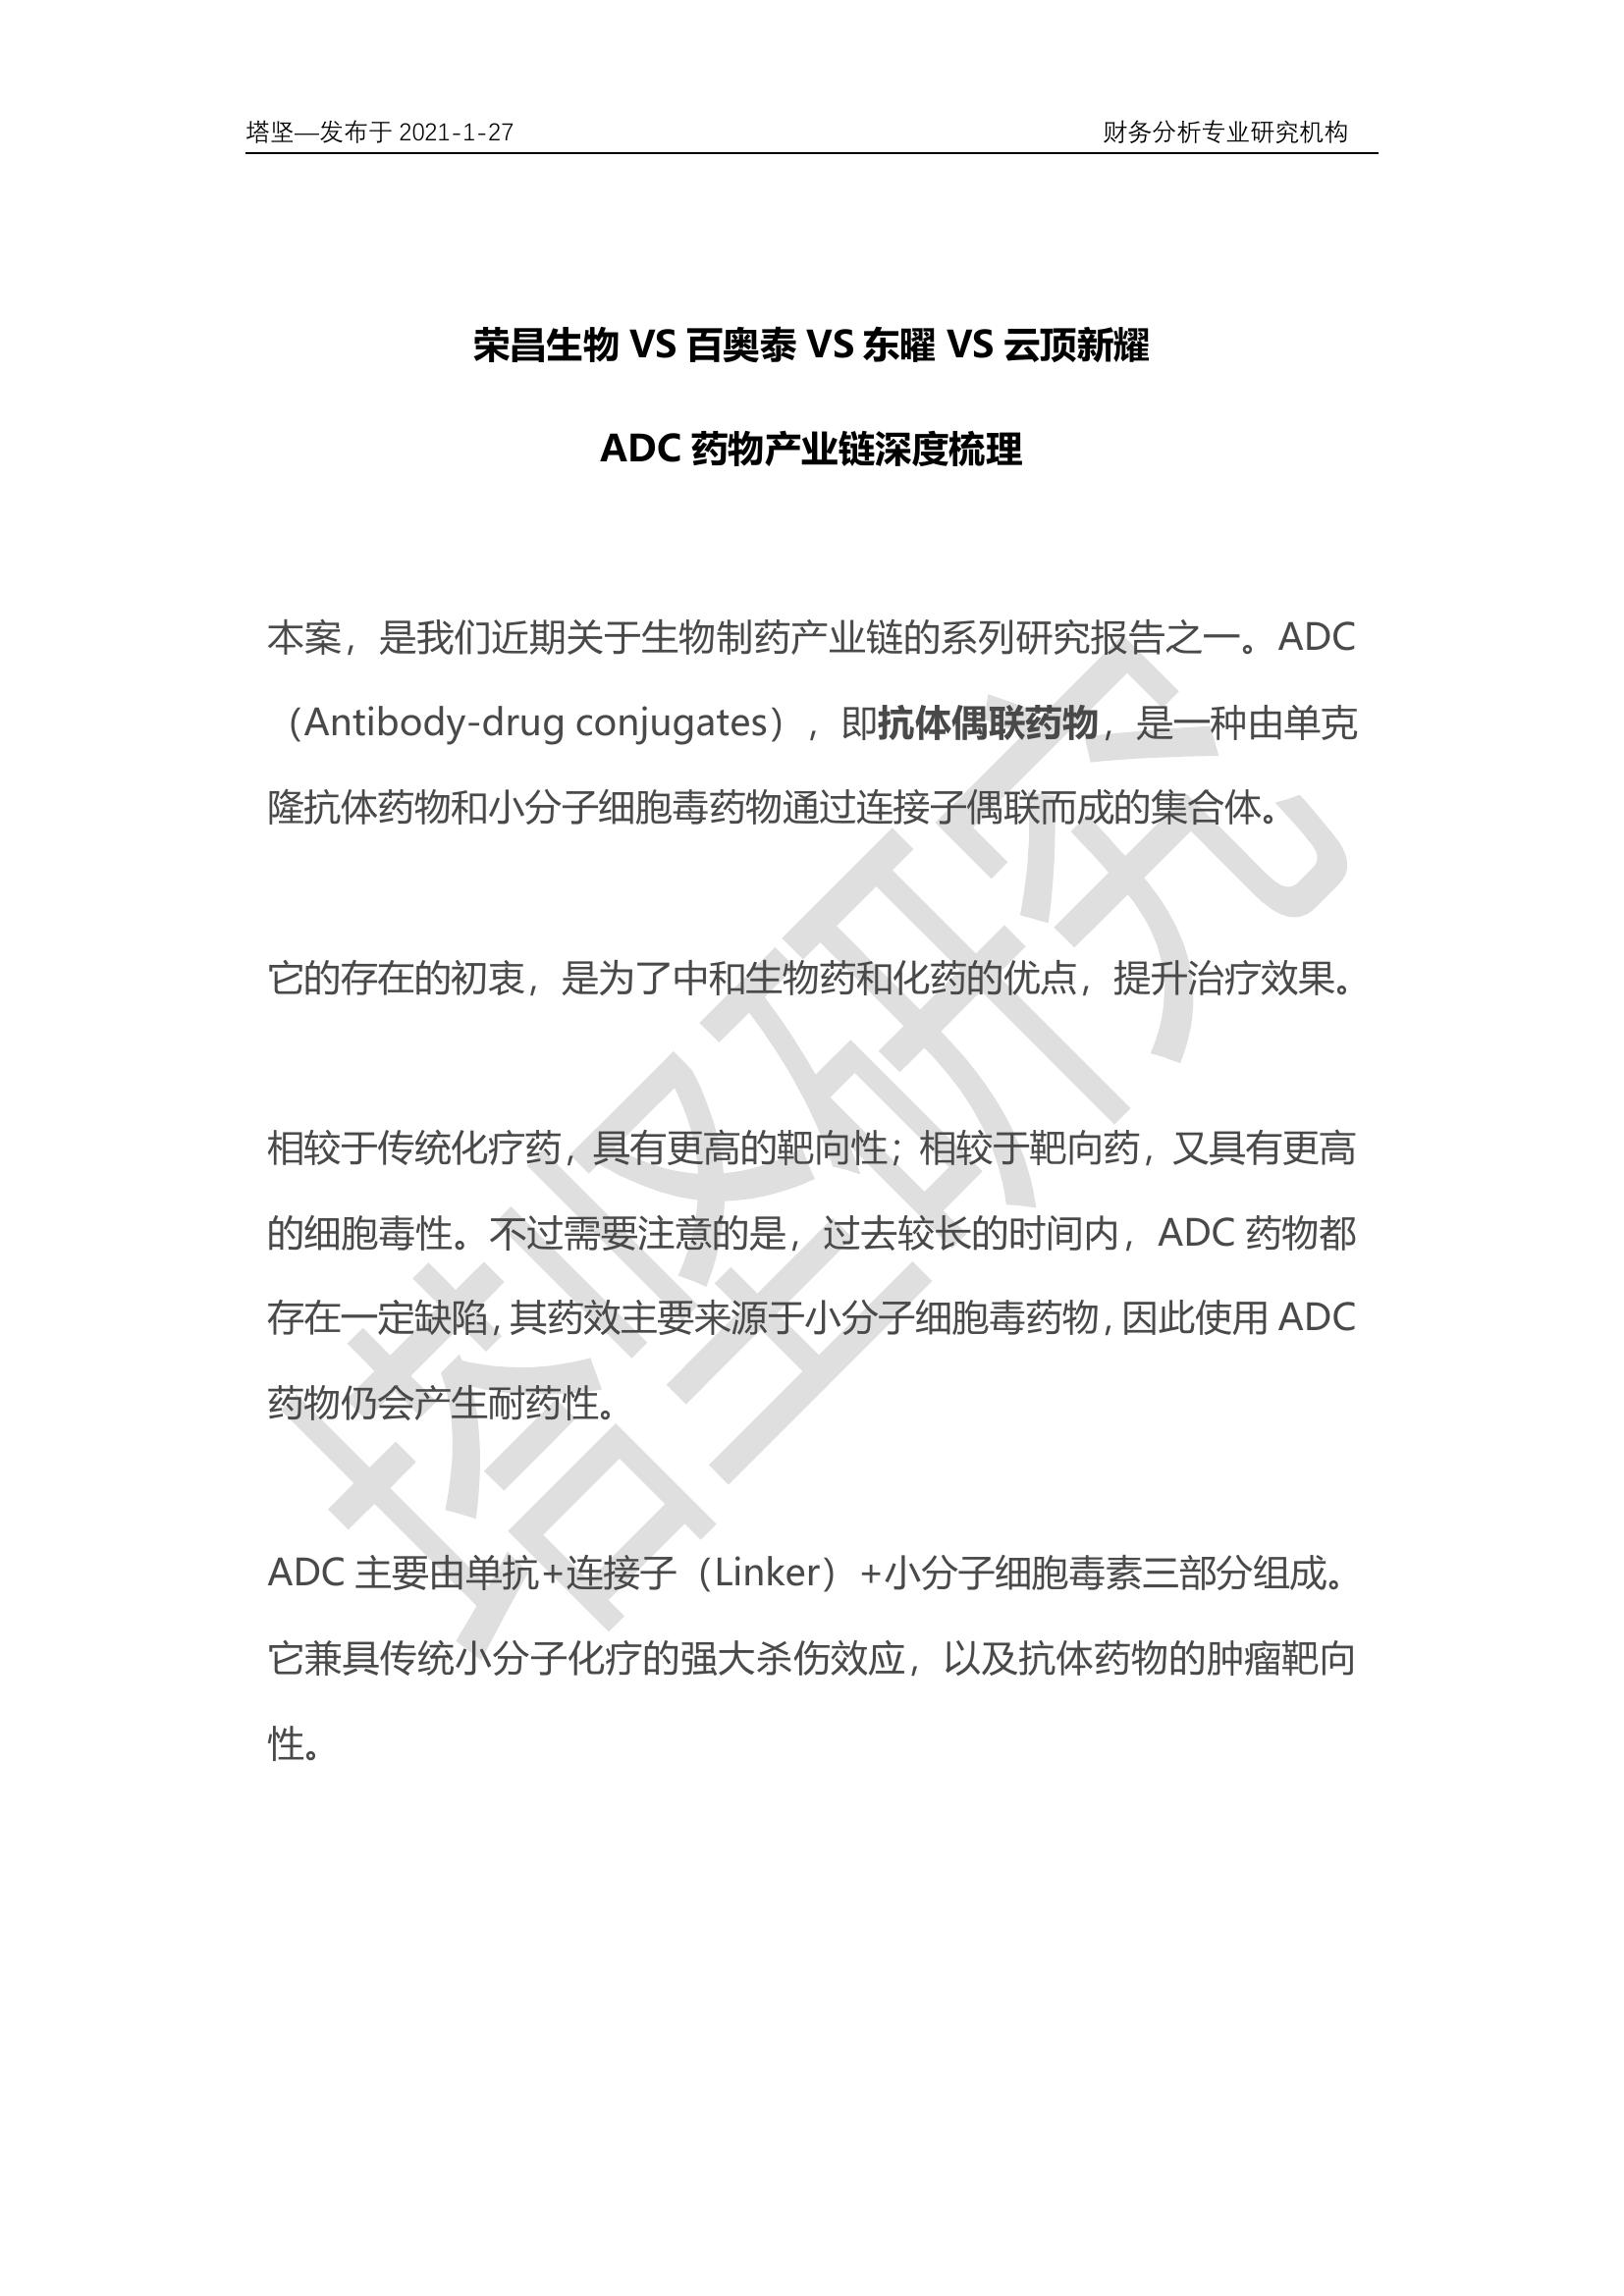 塔坚—发布于 2021-1-27 财务分析专业研究机构
荣昌生物 VS 百奥泰 VS 东曜 VS 云顶新耀
ADC 药物产业链深度梳理
本案，是我们近期关于生物制药产业链的系列研究报告之一。ADC
（Antibody-drug conjugates），即抗体偶联药物，是一种由单克
隆抗体药物和小分子细胞毒药物通过连接子偶联而成的集合体。
它的存在的初衷，是为了中和生物药和化药的优点，提升治疗效果。
相较于传统化疗药，具有更高的靶向性；相较于靶向药，又具有更高
的细胞毒性。不过需要注意的是，过去较长的时间内，ADC 药物都
存在一定缺陷，其药效主要来源于小分子细胞毒药物，因此使用 ADC
药物仍会产生耐药性。
ADC 主要由单抗+连接子（Linker）+小分子细胞毒素三部分组成。
它兼具传统小分子化疗的强大杀伤效应，以及抗体药物的肿瘤靶向
性。
塔坚研究